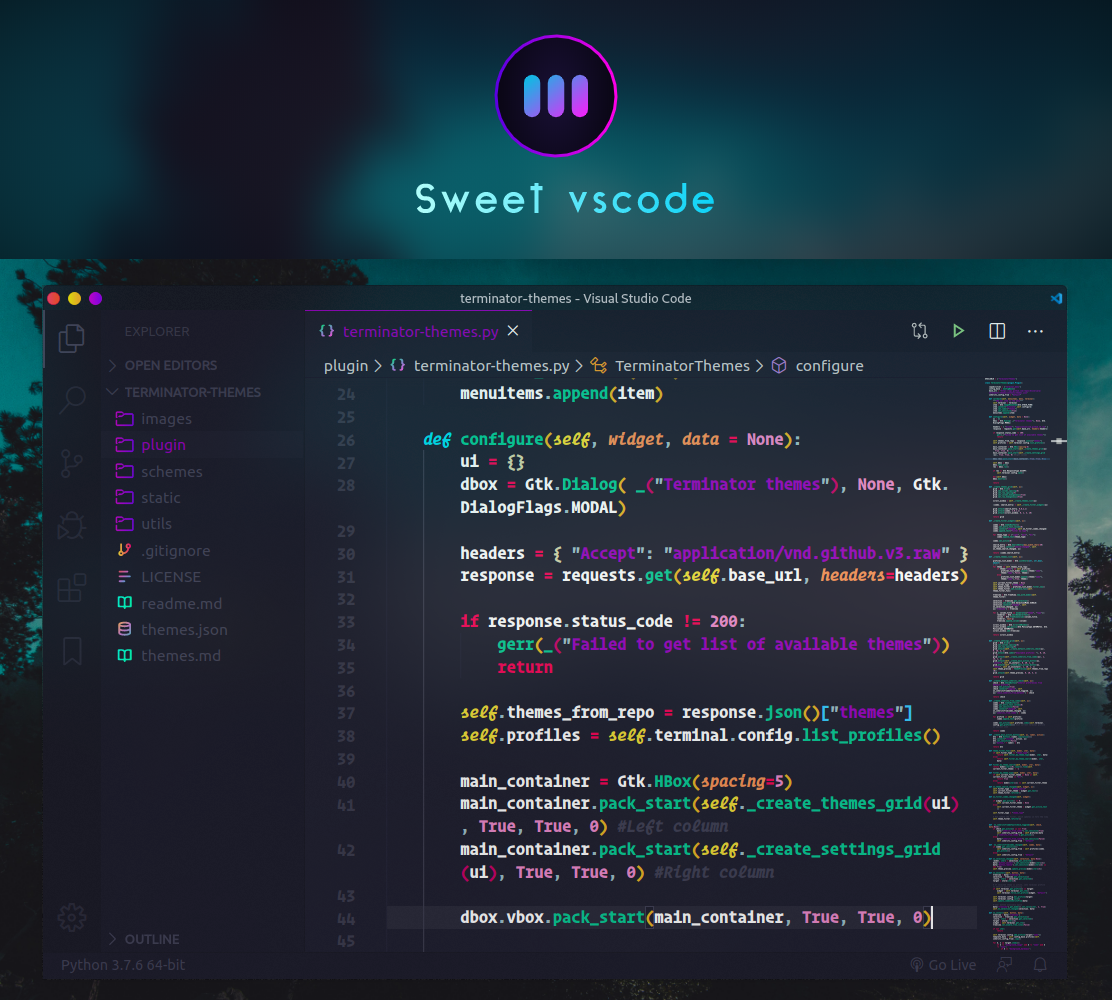 Sweet vscode
terminator-themes - Visual Studio Code
EXPLORER
OPEN EDITORS
TERMINATOR-THEMES
images
plugin
schemes
static
utils
.gitignore
LICENSE
readme.md
themes.json
themes.md
OUTLINE
{} terminator-themes.py ×
plugin > {} terminator-themes.py > TerminatorThemes > configure
24 menuitems.append(item)
25
26 def configure(self, widget, data = None):
27 ui = {}
28 dbox = Gtk.Dialog( _("Terminator themes"), None, Gtk.
DialogFlags.MODAL)
29
30 headers = { "Accept": "application/vnd.github.v3.raw" }
31 response = requests.get(self.base_url, headers=headers)
32
33 if response.status_code != 200:
34 gerr(_("Failed to get list of available themes"))
35 return
36
37 self.themes_from_repo = response.json()["themes"]
38 self.profiles = self.terminal.config.list_profiles()
39
40 main_container = Gtk.HBox(spacing=5)
41 main_container.pack_start(self._create_themes_grid(ui)
, True, True, 0) #Left column
42 main_container.pack_start(self._create_settings_grid
(ui), True, True, 0) #Right column
43
44 dbox.vbox.pack_start(main_container, True, True, 0)
45
Python 3.7.6 64-bit
Go Live